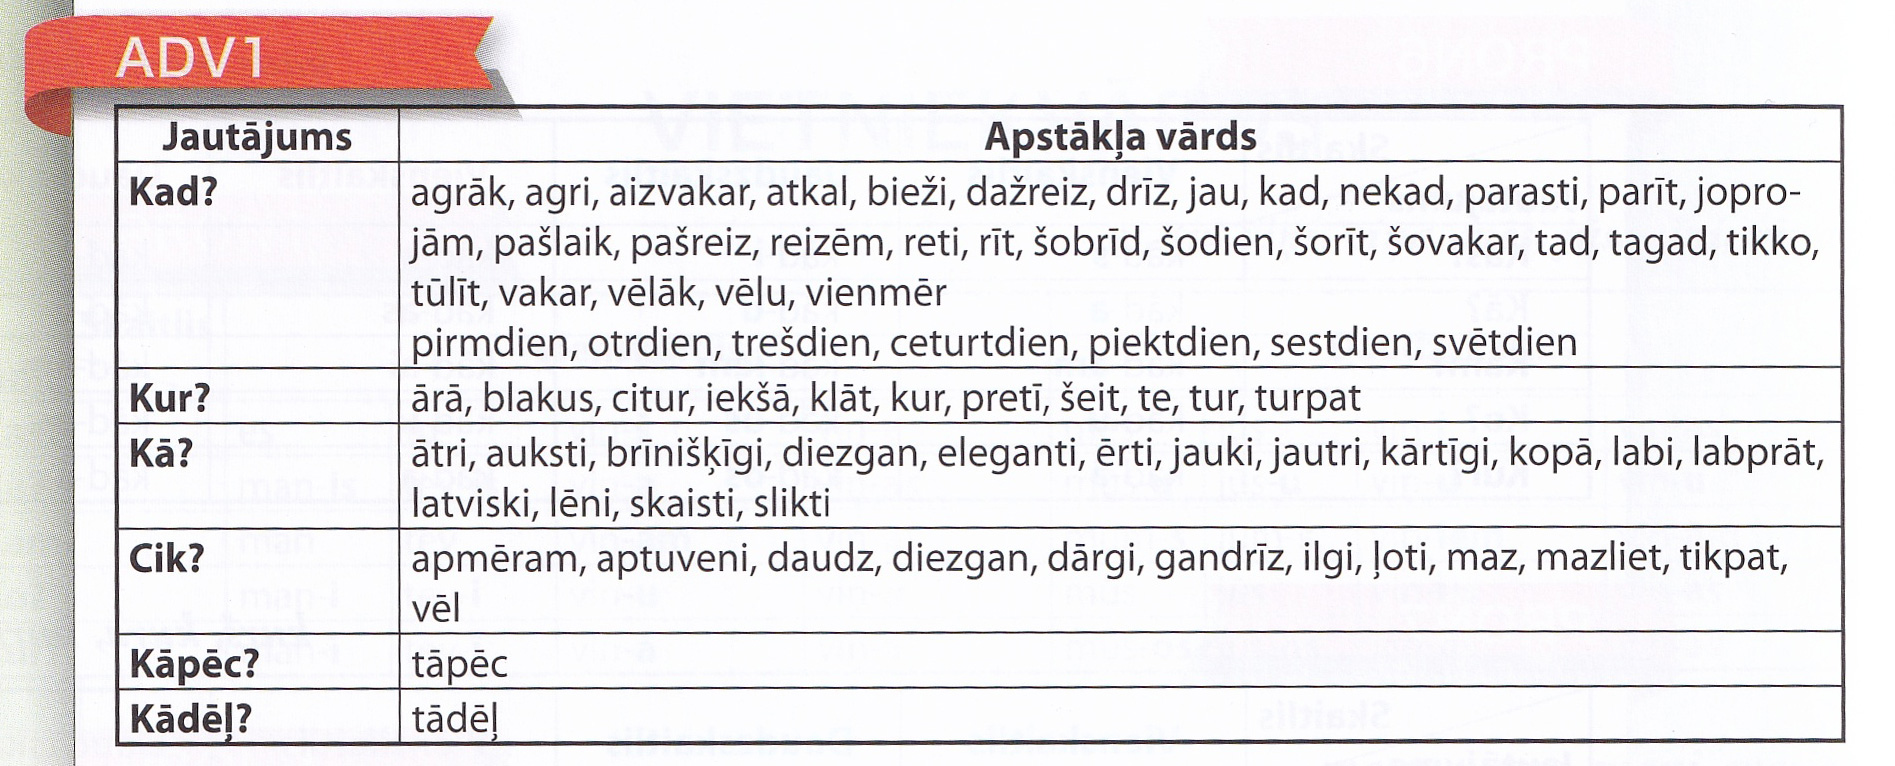 ADV1
Jautājums Apstākļa vārds
Kad? agrāk, agri, aizvakar, atkal, bieži, dažreiz, drīz, jau, kad, nekad, parasti, parīt, jopro-
jām, pašlaik, pašreiz, reizēm, reti, rīt, šobrīd, šodien, šorīt, šovakar, tad, tagad, tikko,
tūlīt, vakar, vēlāk, vēlu, vienmēr
pirmdien, otrdien, trešdien, ceturtdien, piektdien, sestdien, svētdien
Kur? ārā, blakus, citur, iekšā, klāt, kur, pretī, šeit, te, tur, turpat
Kā? ātri, auksti, brīnišķīgi, diezgan, eleganti, ērti, jauki, jautri, kārtīgi, kopā, labi, labprāt,
latviski, lēni, skaisti, slikti
Cik? apmēram, aptuveni, daudz, diezgan, dārgi, gandrīz, ilgi, ļoti, maz, mazliet, tikpat,
vēl
Kāpēc? tāpēc
Kādēļ? tādēļ